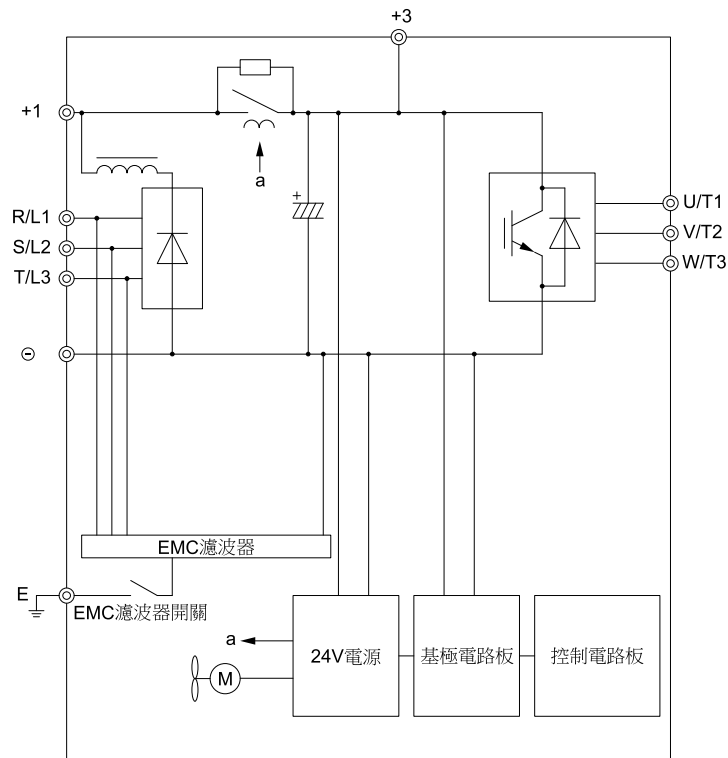 +3
+1
a
+
R/L1
S/L2
T/L3
U/T1
V/T2
W/T3
⊖
EMC濾波器
E
EMC濾波器開關
a
M
24V電源
基極電路板
控制電路板